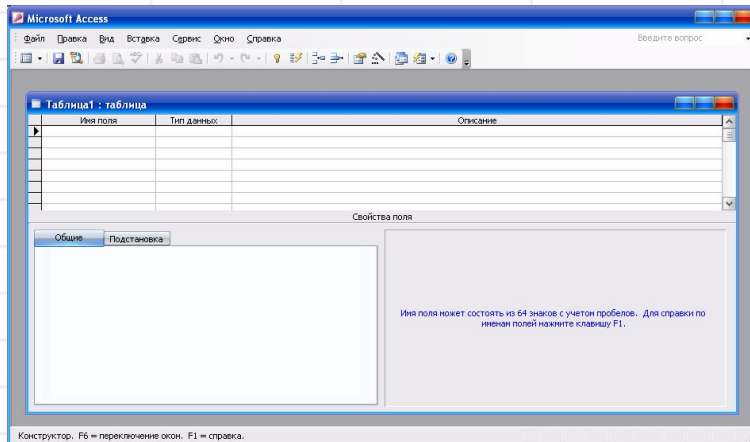 Microsoft Access
Файл Правка Вид Вставка Сервис Окно Справка Введите вопрос
Таблица1 : таблица
Имя поля Тип данных Описание
Свойства поля
Общие Подстановка
Имя поля может состоять из 64 знаков с учетом пробелов. Для справки по
именам полей нажмите клавишу F1.
Конструктор. F6 = переключение окон. F1 = справка.